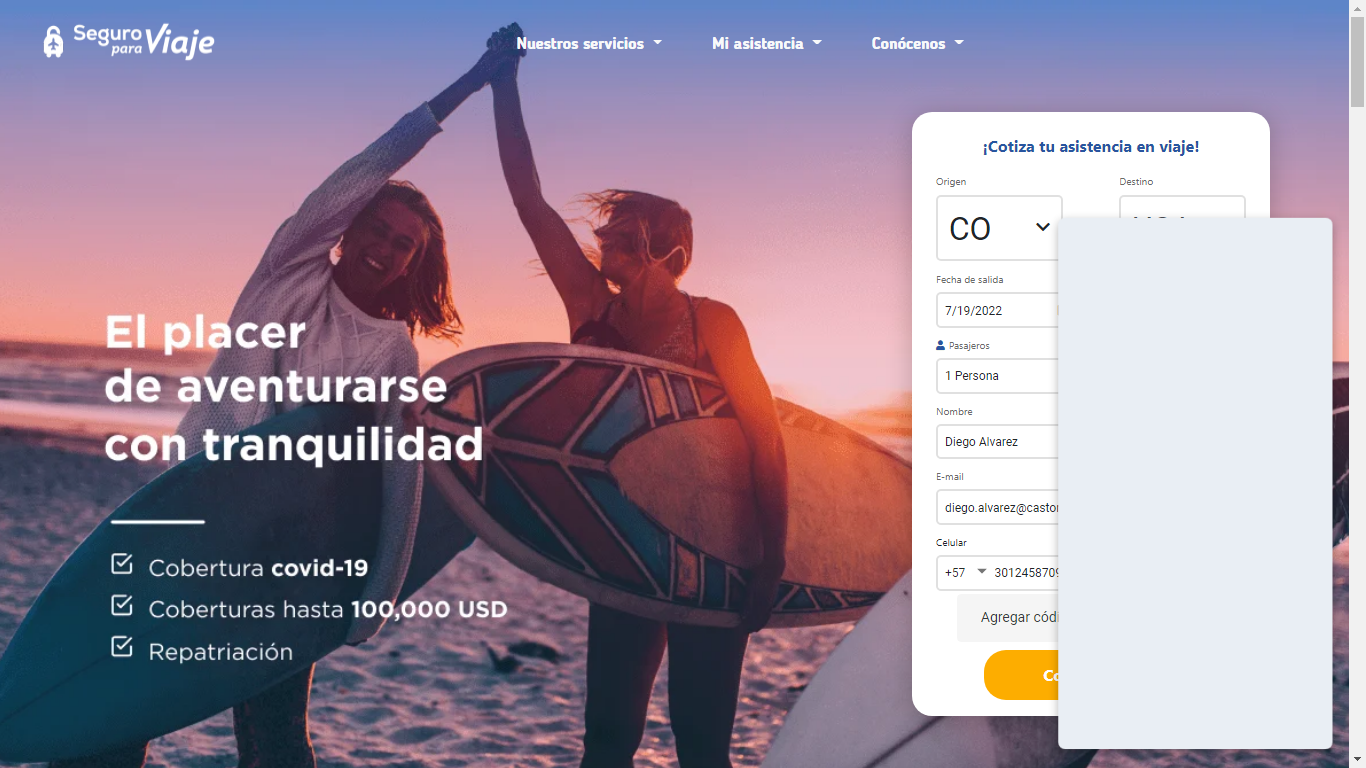 Seguro
para Viaje
Nuestros servicios
Mi asistencia
Conócenos
El placer
de aventurarse
con tranquilidad
Cobertura covid-19
Coberturas hasta 100,000 USD
Repatriación
¡Cotiza tu asistencia en viaje!
Origen
Destino
CO
Fecha de salida
7/19/2022
Pasajeros
1 Persona
Nombre
Diego Alvarez
E-mail
diego.alvarez@castor
Celular
+57 3012458709
Agregar códi
Co